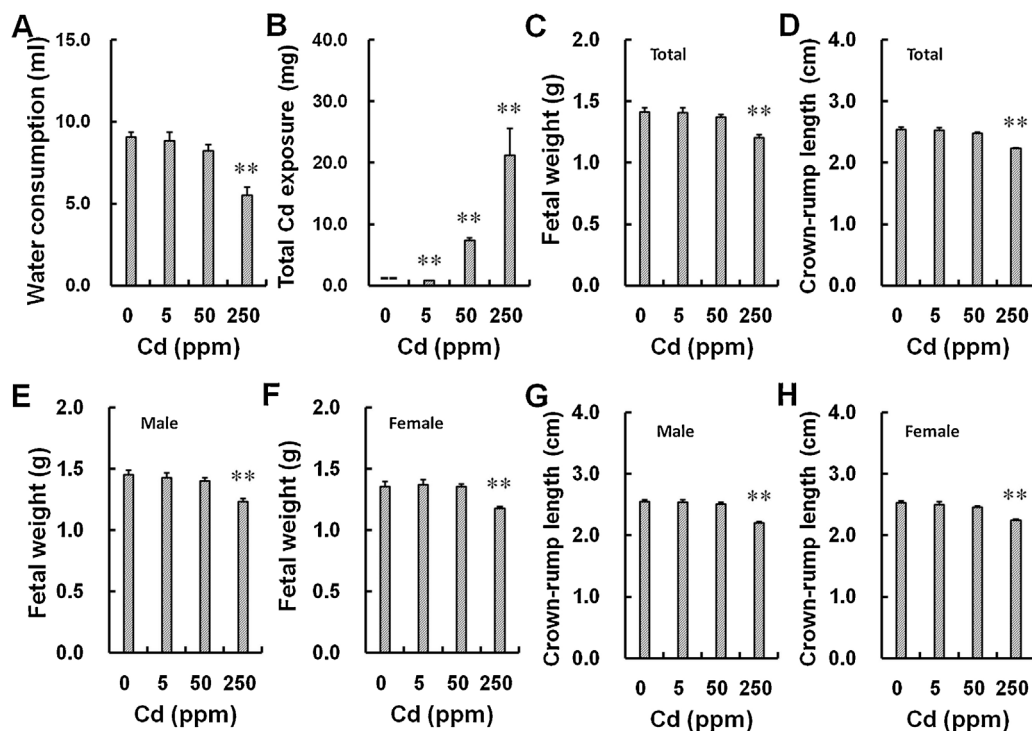 A
Water consumption (ml)
15.0
10.0
5.0
0.0
**
0 5 50 250
Cd (ppm)
B
Total Cd exposure (mg)
40.0
30.0
20.0
10.0
0.0
--
**
**
**
0 5 50 250
Cd (ppm)
C
Fetal weight (g)
2.0
1.5
1.0
0.5
0.0
Total
**
0 5 50 250
Cd (ppm)
D
Crown-rump length (cm)
4.0
3.0
2.0
1.0
0.0
Total
**
0 5 50 250
Cd (ppm)
E
Fetal weight (g)
2.0
1.5
1.0
0.5
0.0
Male
**
0 5 50 250
Cd (ppm)
F
Fetal weight (g)
2.0
1.5
1.0
0.5
0.0
Female
**
0 5 50 250
Cd (ppm)
G
Crown-rump length (cm)
4.0
3.0
2.0
1.0
0.0
Male
**
0 5 50 250
Cd (ppm)
H
Crown-rump length (cm)
4.0
3.0
2.0
1.0
0.0
Female
**
0 5 50 250
Cd (ppm)